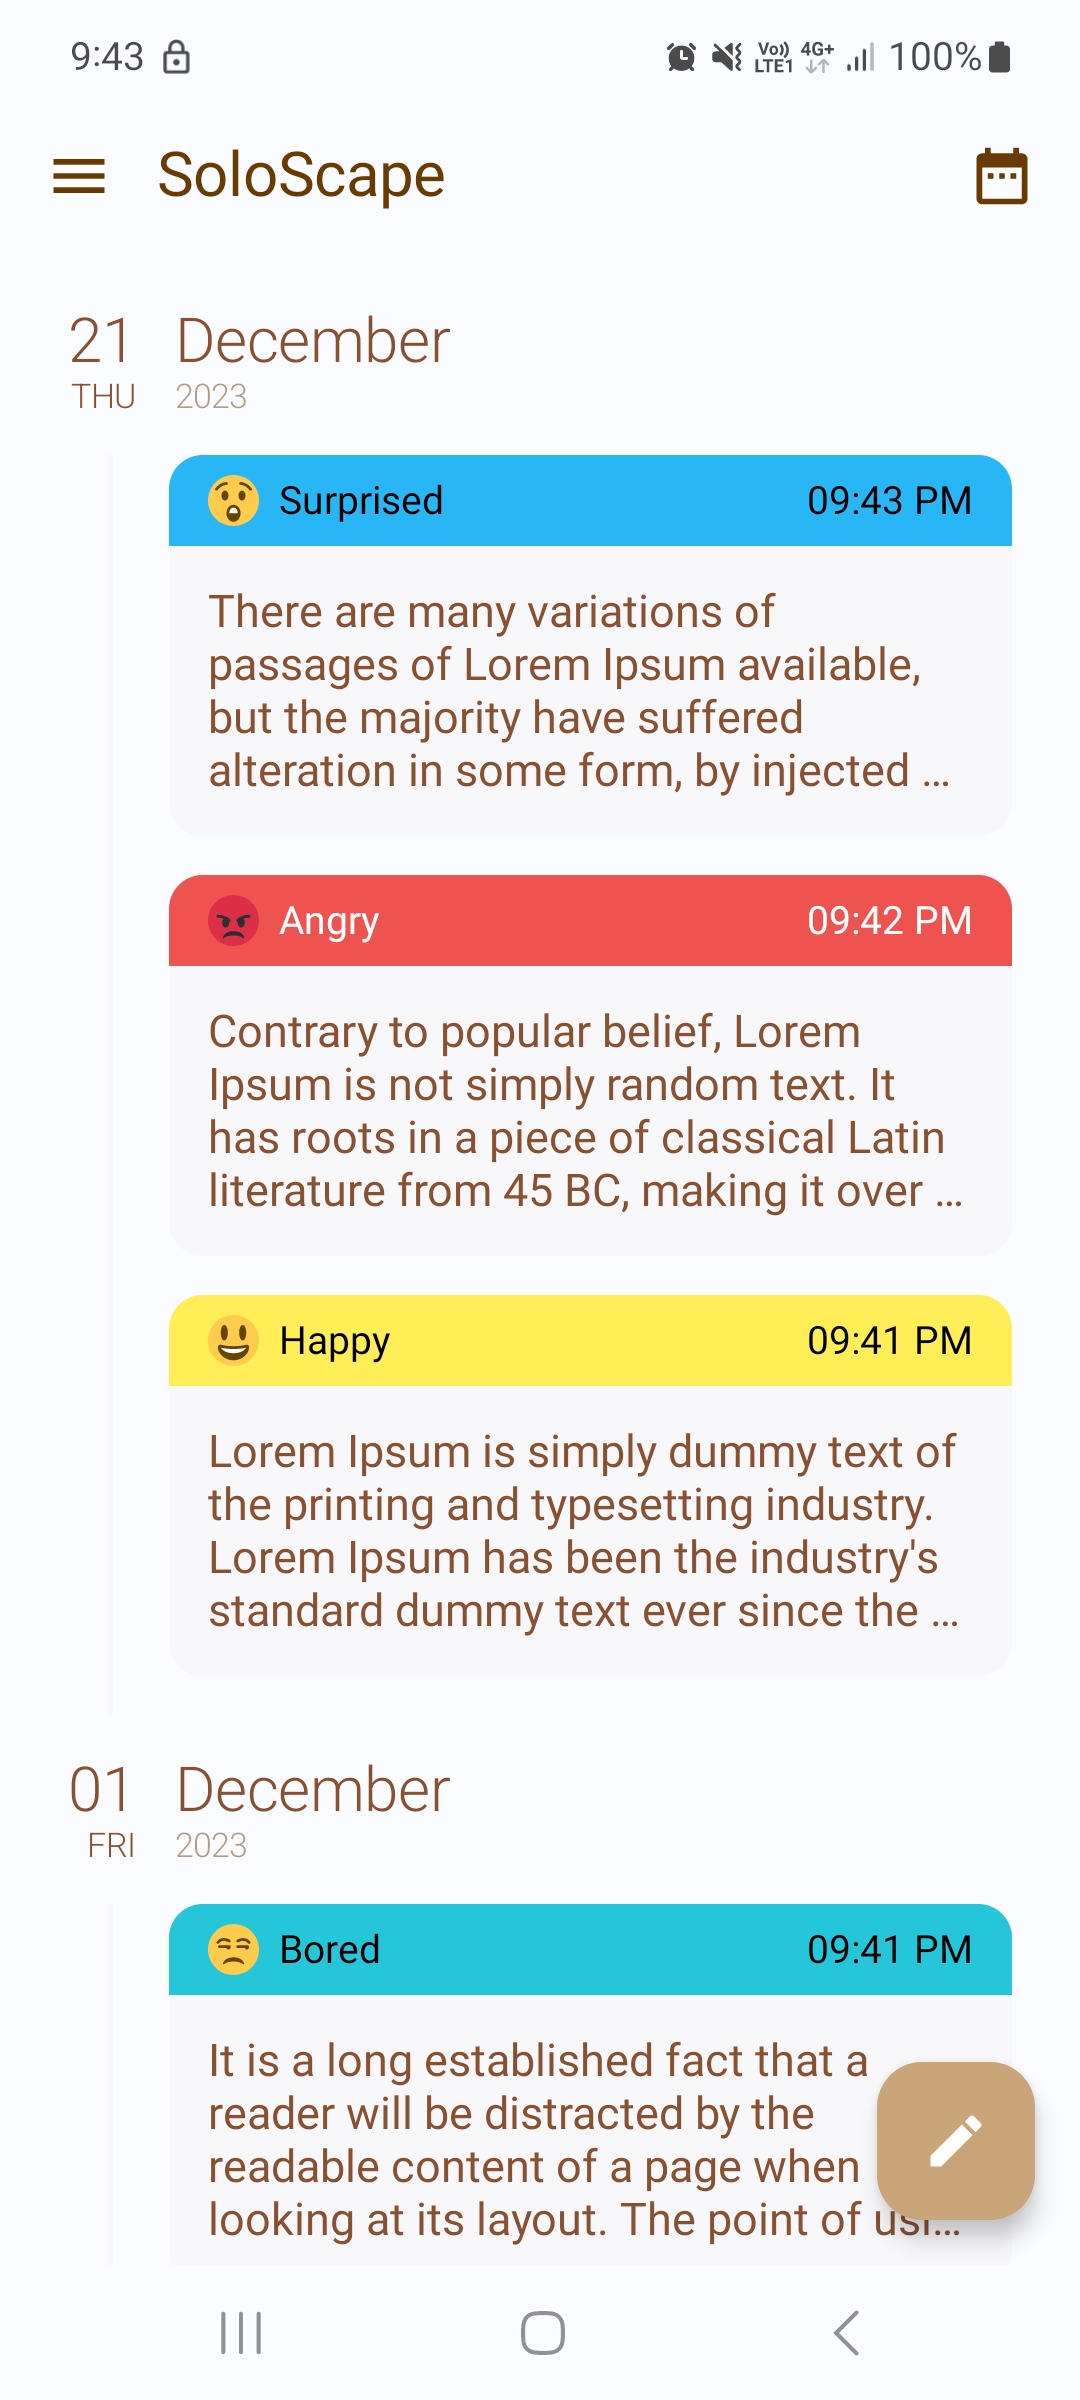 9:43 Vo)) LTE1 4G+ 100%
SoloScape
21 December
THU 2023
Surprised 09:43 PM
There are many variations of
passages of Lorem Ipsum available,
but the majority have suffered
alteration in some form, by injected ...
Angry 09:42 PM
Contrary to popular belief, Lorem
Ipsum is not simply random text. It
has roots in a piece of classical Latin
literature from 45 BC, making it over ...
Happy 09:41 PM
Lorem Ipsum is simply dummy text of
the printing and typesetting industry.
Lorem Ipsum has been the industry's
standard dummy text ever since the ...
01 December
FRI 2023
Bored 09:41 PM
It is a long established fact that a
reader will be distracted by the
readable content of a page when
looking at its layout. The point of usi...